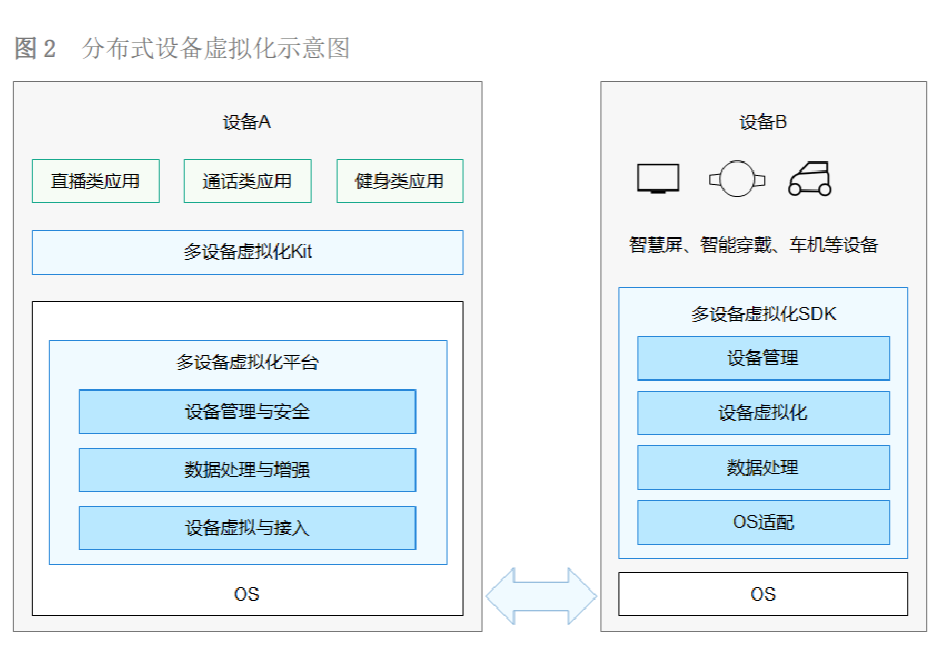 图 2 分布式设备虚拟化示意图
设备A
直播类应用 通话类应用 健身类应用
多设备虚拟化Kit
多设备虚拟化平台
设备管理与安全
数据处理与增强
设备虚拟与接入
OS
设备B
智慧屏、智能穿戴、车机等设备
多设备虚拟化SDK
设备管理
设备虚拟化
数据处理
OS适配
OS